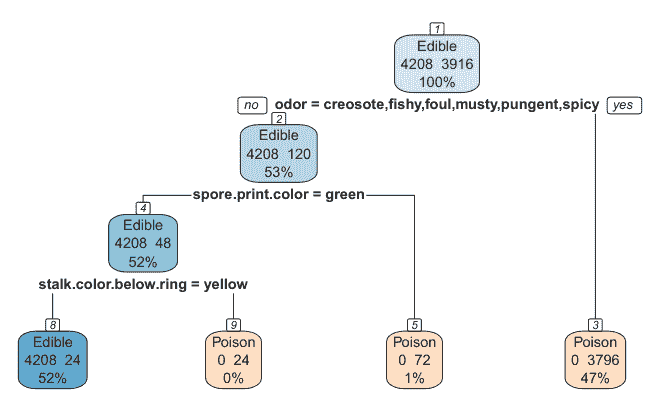 1
Edible
4208 3916
100%
no odor = creosote,fishy,foul,musty,pungent,spicy yes
2
Edible
4208 120
53%
spore.print.color = green
4
Edible
4208 48
52%
stalk.color.below.ring = yellow
8
Edible
4208 24
52%
9
Poison
0 24
0%
5
Poison
0 72
1%
3
Poison
0 3796
47%